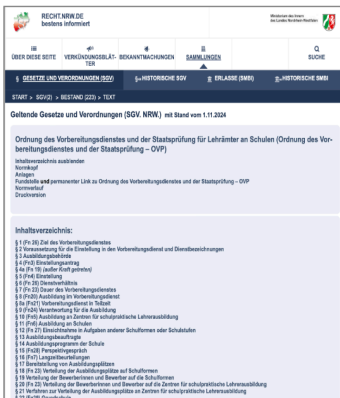 RECHT.NRW.DE
bestens
informiert
Ministerium des Innern
des Landes Nordrhein-Westfalen
ÜBER DIESE SEITE
VERKÜNDUNGSBLÄT-
TER
BEKANNTMACHUNGEN
SAMMLUNGEN
SUCHE
§ GESETZE UND VERORDNUNGEN (SGV)
HISTORISCHE SGV
ERLASSE (SMBl)
HISTORISCHE SMBl
START > SGV(2) > BESTAND (223) > TEXT
Geltende Gesetze und Verordnungen (SGV. NRW.) mit Stand vom 1.11.2024
Ordnung des Vorbereitungsdienstes und der Staatsprüfung für Lehrämter an Schulen (Ordnung des Vor-
bereitungsdienstes und der Staatsprüfung – OVP)
Inhaltsverzeichnis ausblenden
Normkopf
Anlagen
Fundstelle und permanenter Link zu Ordnung des Vorbereitungsdienstes und der Staatsprüfung – OVP
Normverlauf
Druckversion
Inhaltsverzeichnis:
§ 1 (Fn 26) Ziel des Vorbereitungsdienstes
§ 2 Voraussetzung für die Einstellung in den Vorbereitungsdienst und Dienstbezeichnungen
§ 3 Ausbildungsbehörde
§ 4 (Fn3) Einstellungsantrag
§ 4a (Fn 19) (außer Kraft getreten)
§ 5 (Fn4) Einstellung
§ 6 (Fn 26) Dienstverhältnis
§ 7 (Fn 23) Dauer des Vorbereitungsdienstes
§ 8 (Fn20) Ausbildung im Vorbereitungsdienst
§ 8a (Fn21) Vorbereitungsdienst in Teilzeit
§ 9 (Fn24) Verantwortung für die Ausbildung
§ 10 (Fn5) Ausbildung an Zentren für schulpraktische Lehrerausbildung
§ 11 (Fn6) Ausbildung an Schulen
§ 12 (Fn 27) Einsichtnahme in Aufgaben anderer Schulformen oder Schulstufen
§ 13 Ausbildungsbeauftragte
§ 14 Ausbildungsprogramm der Schule
§ 15 (Fn28) Perspektivgespräch
§ 16 (Fn7) Langzeitbeurteilungen
§ 17 Bereitstellung von Ausbildungsplätzen
§ 18 (Fn 23) Verteilung der Ausbildungsplätze auf Schulformen
§ 19 Verteilung der Bewerberinnen und Bewerber auf die Schulformen
§ 20 (Fn 23) Verteilung der Bewerberinnen und Bewerber auf die Zentren für schulpraktische Lehrerausbildung
§ 21 Verfahren zur Verteilung der Ausbildungsplätze an Zentren für schulpraktische Lehrerausbildung